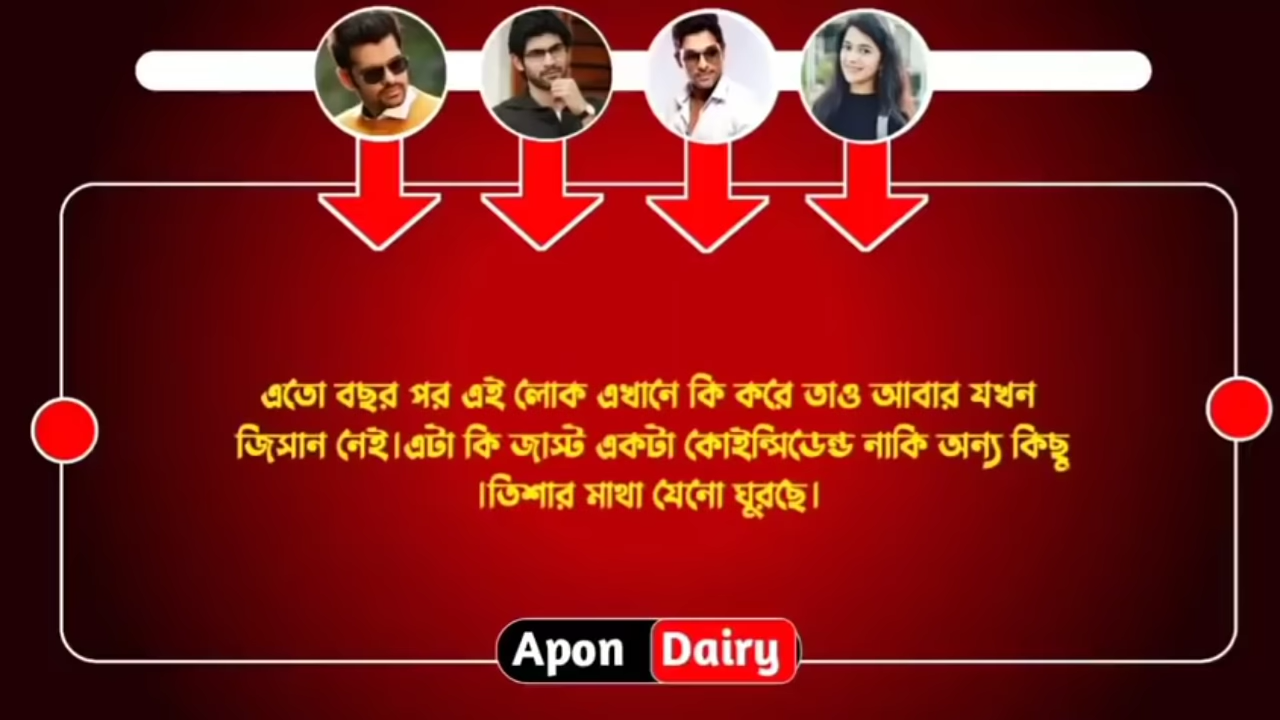 এতো বছর পর এই লোক এখানে কি করে তাও আবার যখন
জিসান নেই।এটা কি জাস্ট একটা কোইন্সিডেন্ড নাকি অন্য কিছু
।তিশার মাথা যেনো ঘুরছে।
Apon Dairy